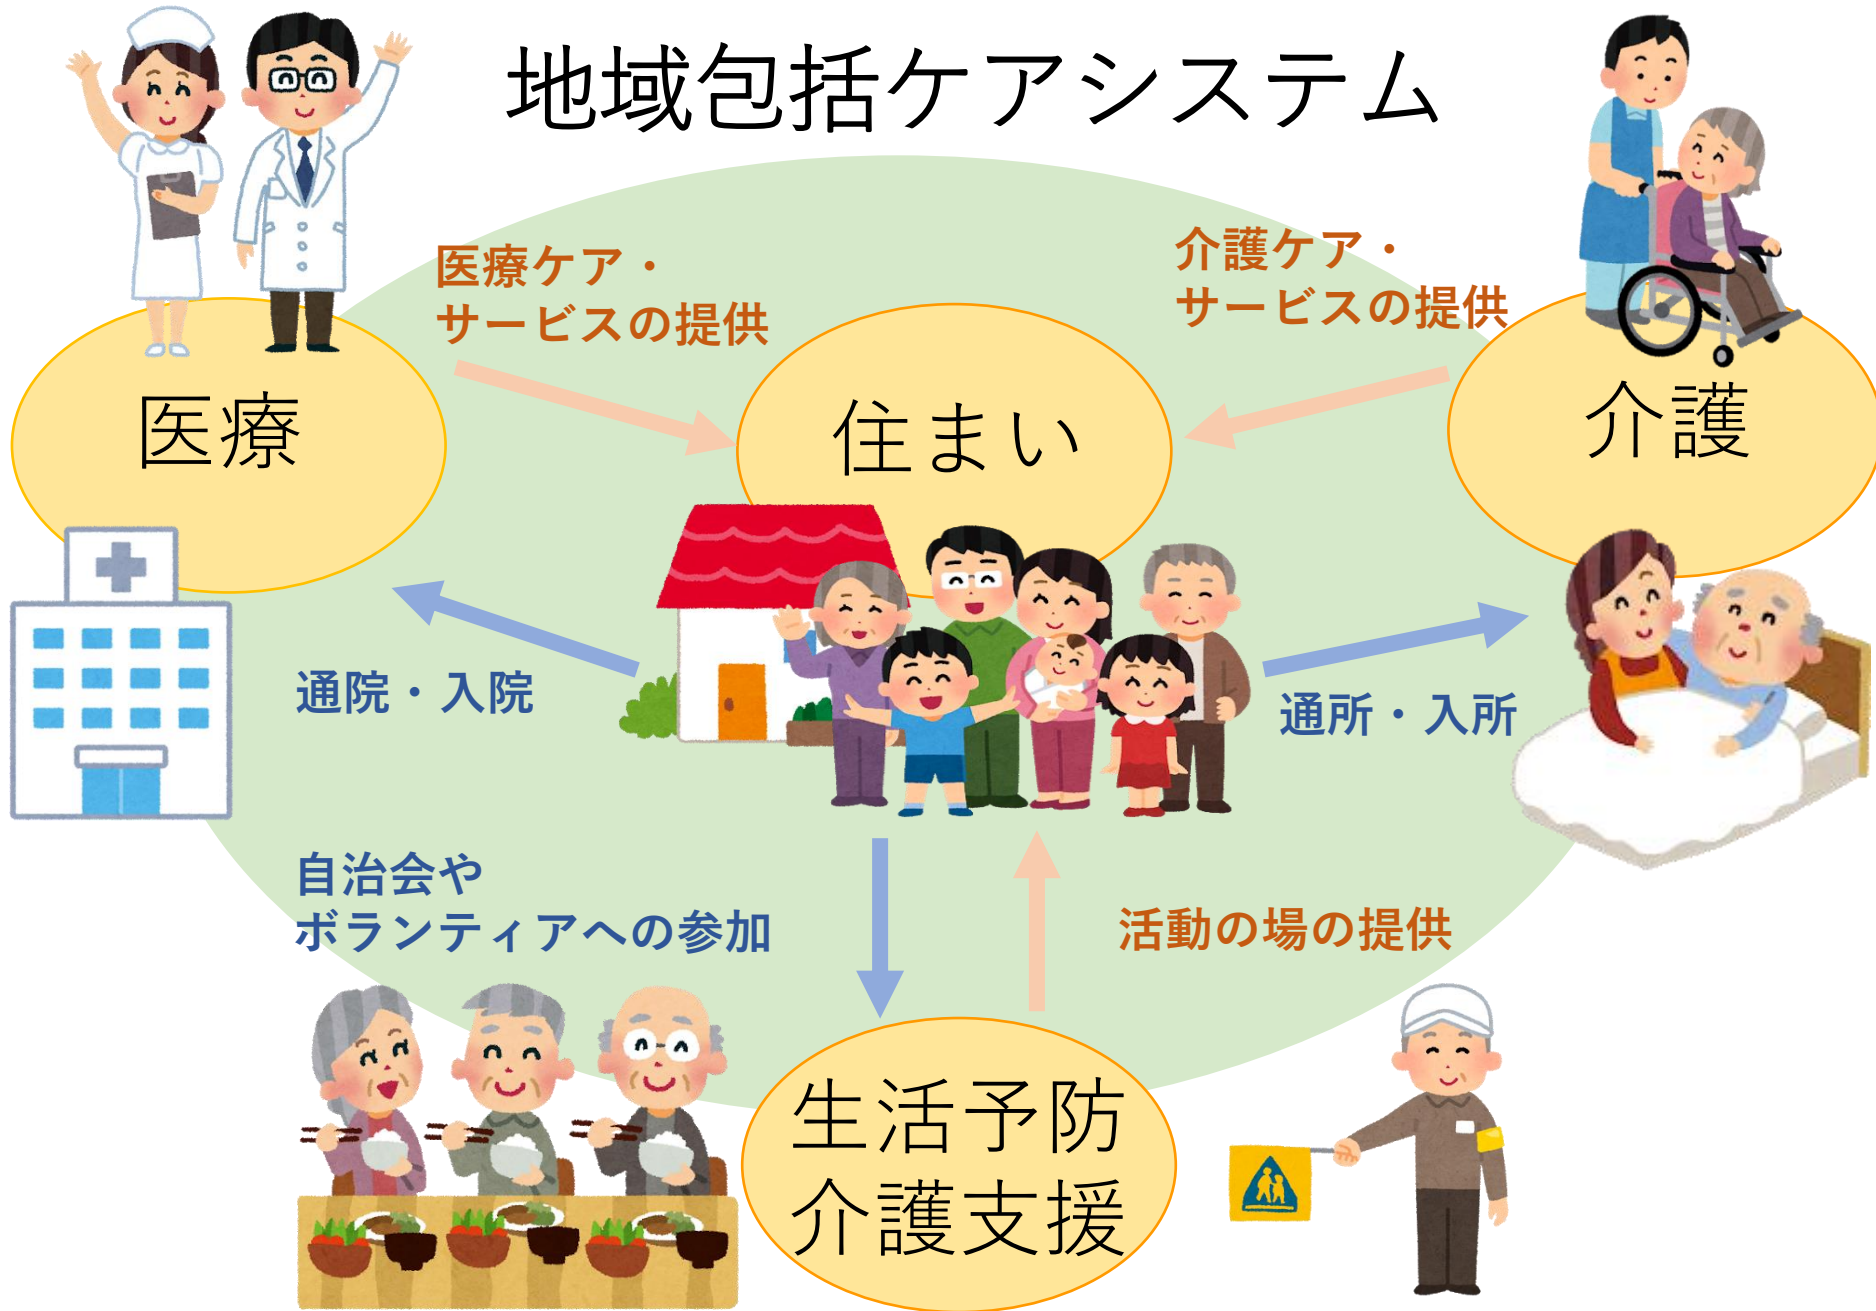 地域包括ケアシステム
医療ケア・
サービスの提供
介護ケア・
サービスの提供
医療
住まい
介護
通院・入院
通所・入所
自治会や
ボランティアへの参加
活動の場の提供
生活予防
介護支援